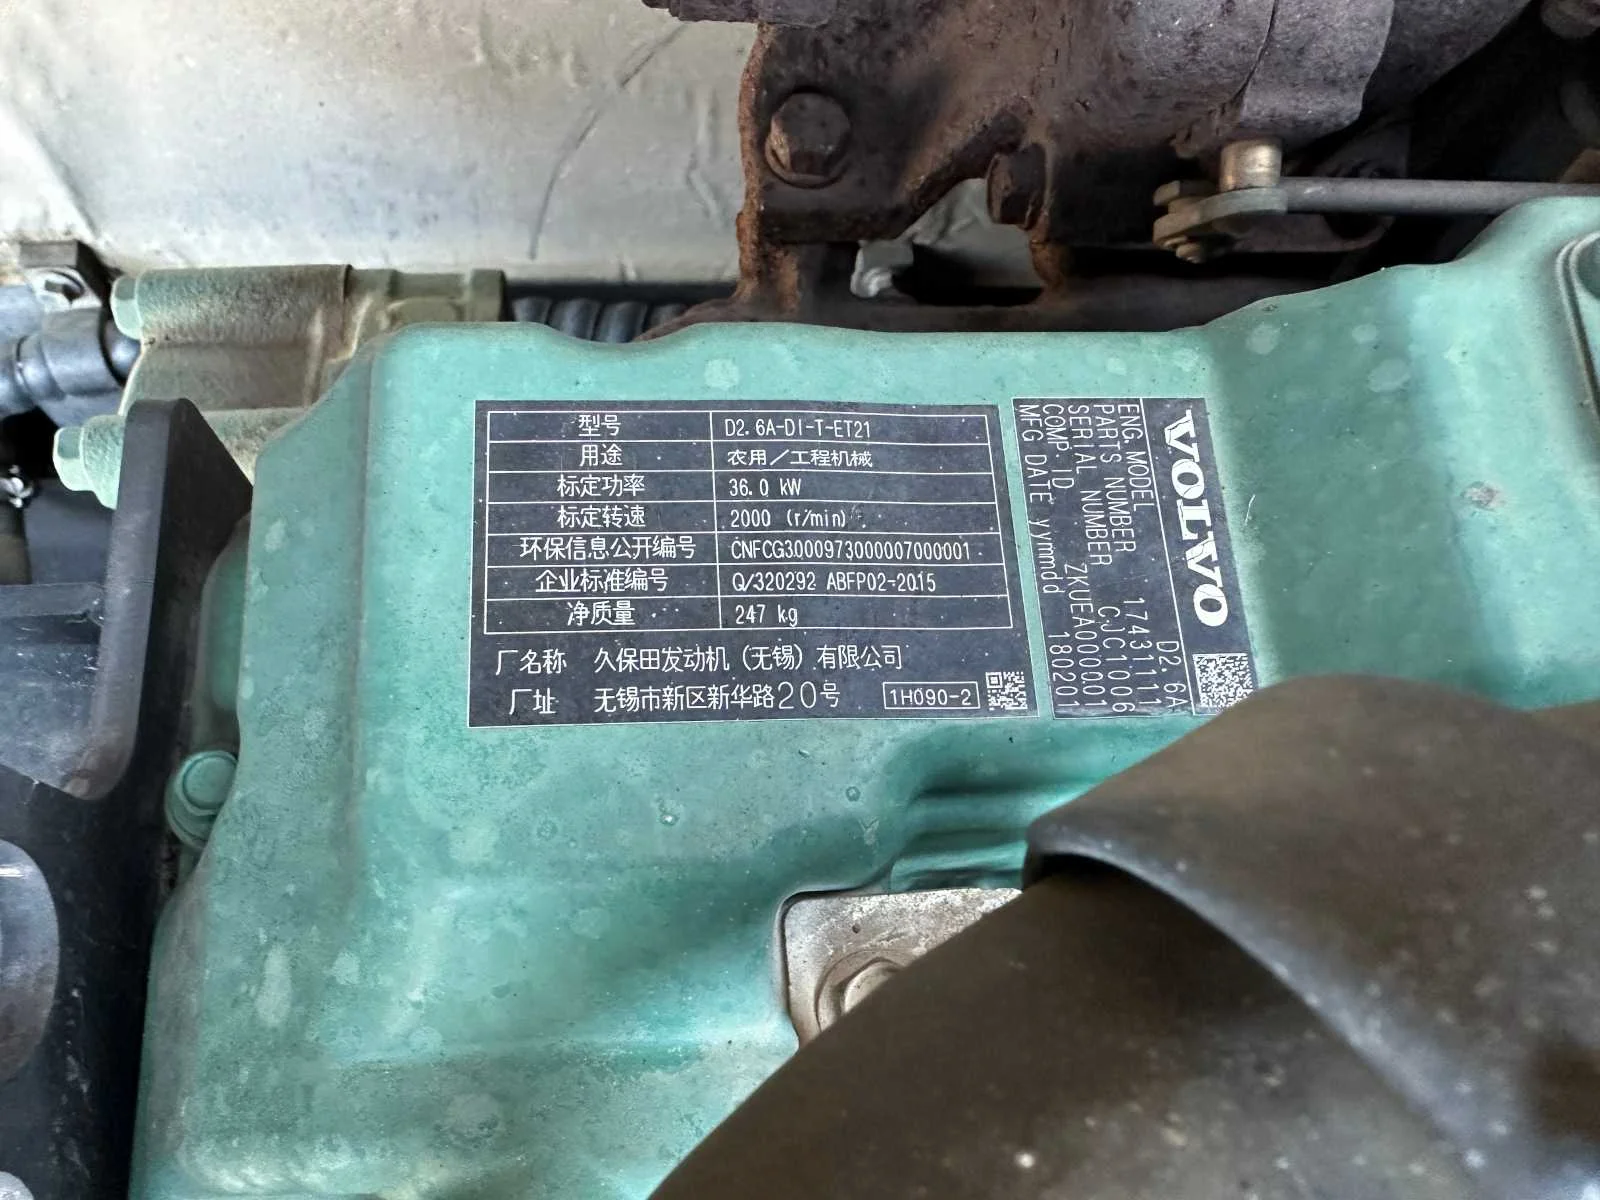 型号 D2.6A-DI-T-ET21
用途 农用/工程机械
标定功率 36.0 kW
标定转速 2000 (r/min)
环保信息公开编号 CNFCG3000973000007000001
企业标准编号 Q/320292 ABFP02-2015
净质量 247 kg
厂名称 久保田发动机(无锡)有限公司
厂址 无锡市新区新华路20号 1H090-2
VOLVO
ENG.MODEL D2.6A
PARTS NUMBER 17431111
SERIAL NUMBER CJC1006
COMP. ID ZKUEA00001
MFG DATE yymmdd 180201